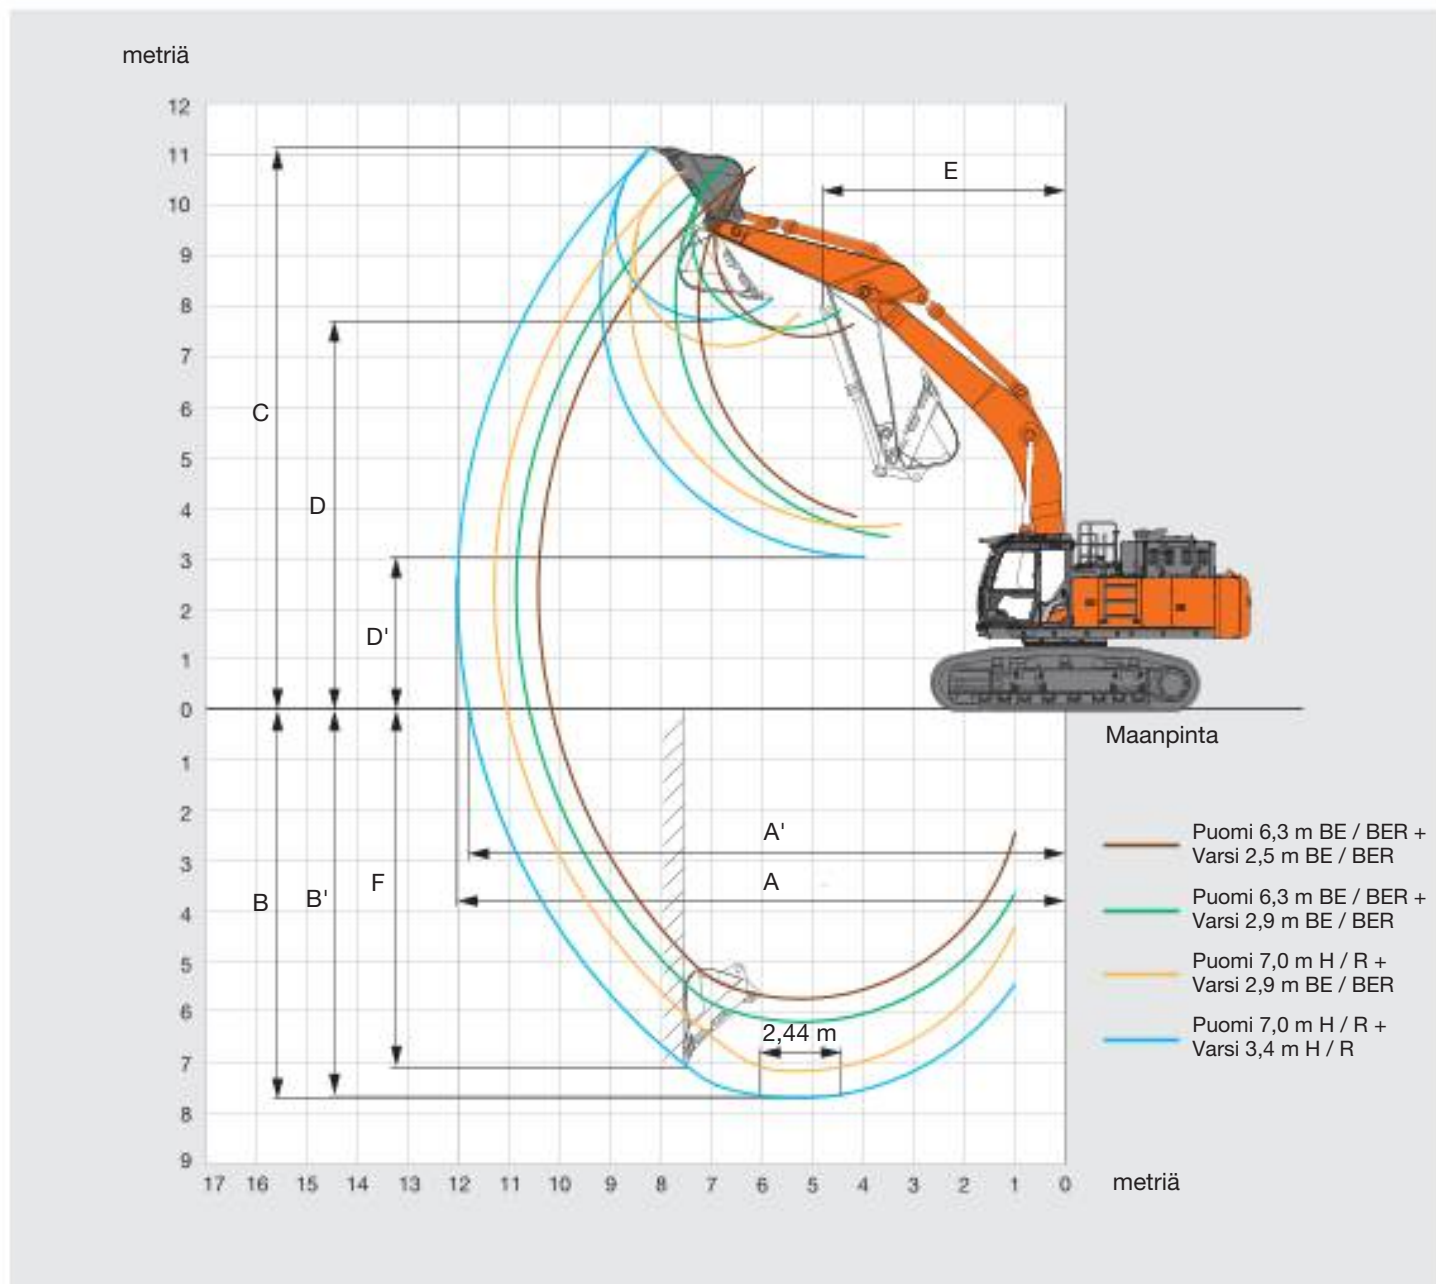 metriä
12
11
10
9
8
7
6
5
4
3
2
1
0
1
2
3
4
5
6
7
8
9
C
D
D'
E
B
B'
F
A'
A
2,44 m
Maanpinta
Puomi 6,3 m BE / BER +
Varsi 2,5 m BE / BER
Puomi 6,3 m BE / BER +
Varsi 2,9 m BE / BER
Puomi 7,0 m H / R +
Varsi 2,9 m BE / BER
Puomi 7,0 m H / R +
Varsi 3,4 m H / R
17 16 15 14 13 12 11 10 9 8 7 6 5 4 3 2 1 0 metriä